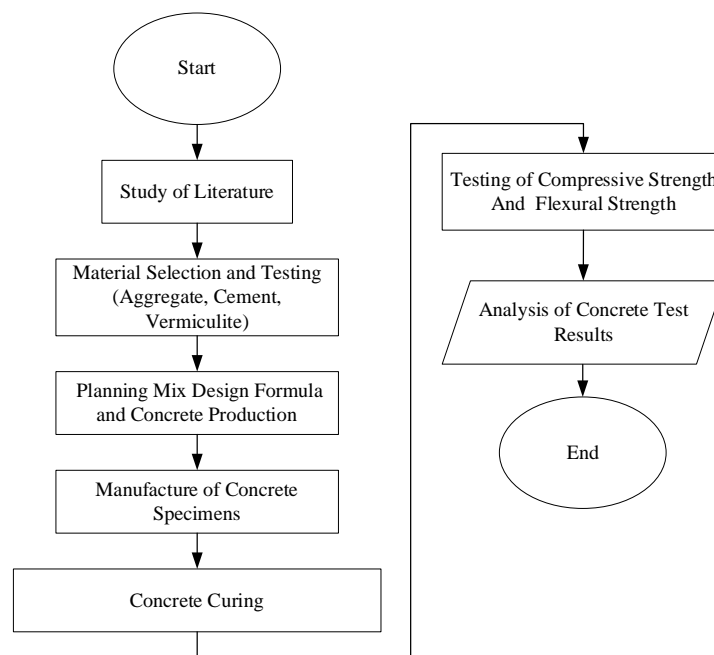 Start
Study of Literature
Material Selection and Testing
(Aggregate, Cement,
Vermiculite)
Planning Mix Design Formula
and Concrete Production
Manufacture of Concrete
Specimens
Concrete Curing
Testing of Compressive Strength
And Flexural Strength
Analysis of Concrete Test
Results
End